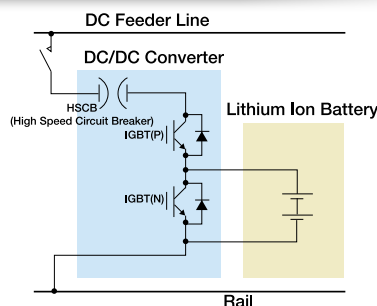 DC Feeder Line
DC/DC Converter
HSCB
(High Speed Circuit Breaker)
Lithium Ion Battery
IGBT(P)
IGBT(N)
Rail